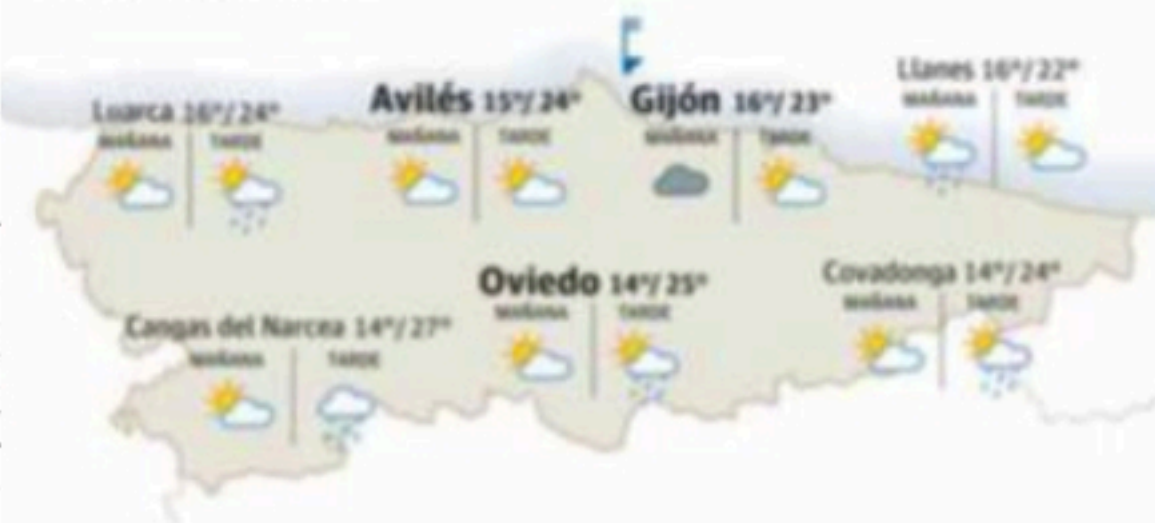 Llanes 16°/22°
MAÑANA TARDE
Luarca 16°/24°
MAÑANA TARDE
Avilés 15°/24°
MAÑANA TARDE
Gijón 16°/23°
MAÑANA TARDE
Oviedo 14°/25°
MAÑANA TARDE
Covadonga 14°/24°
MAÑANA TARDE
Cangas del Narcea 14°/27°
MAÑANA TARDE